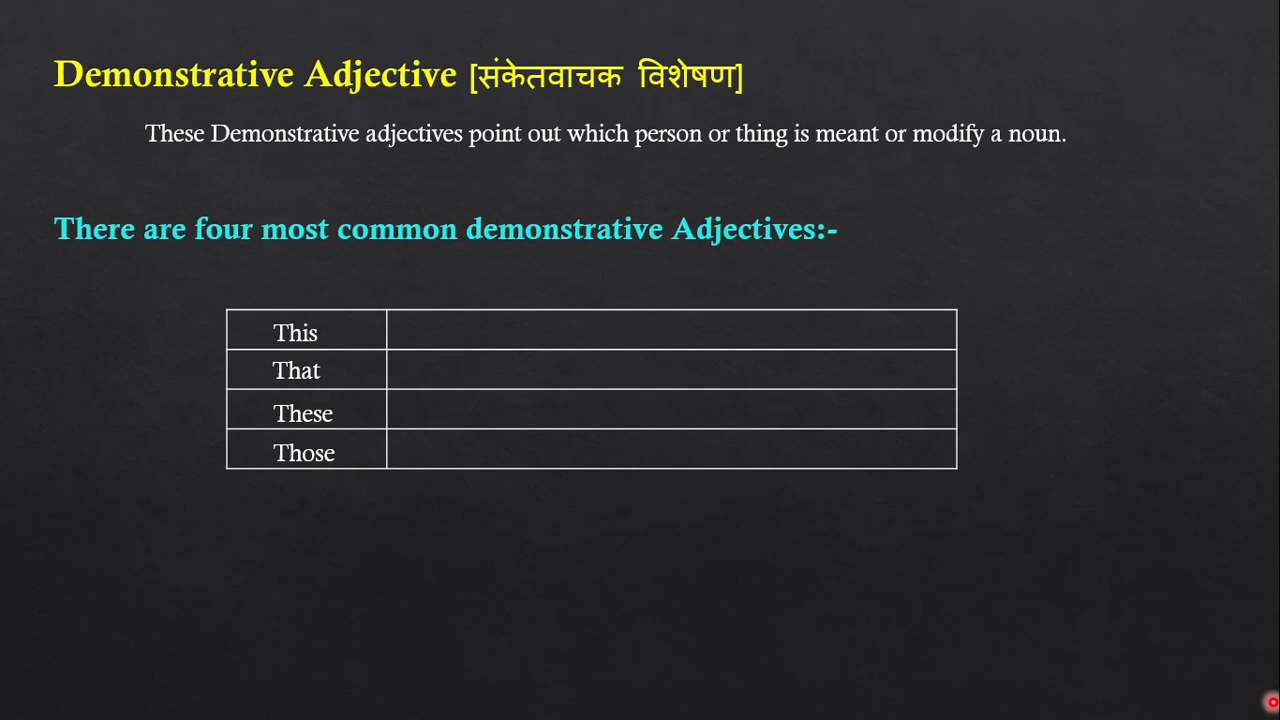 Demonstrative Adjective [संकेतवाचक विशेषण]
These Demonstrative adjectives point out which person or thing is meant or modify a noun.
There are four most common demonstrative Adjectives:-
This
That
These
Those